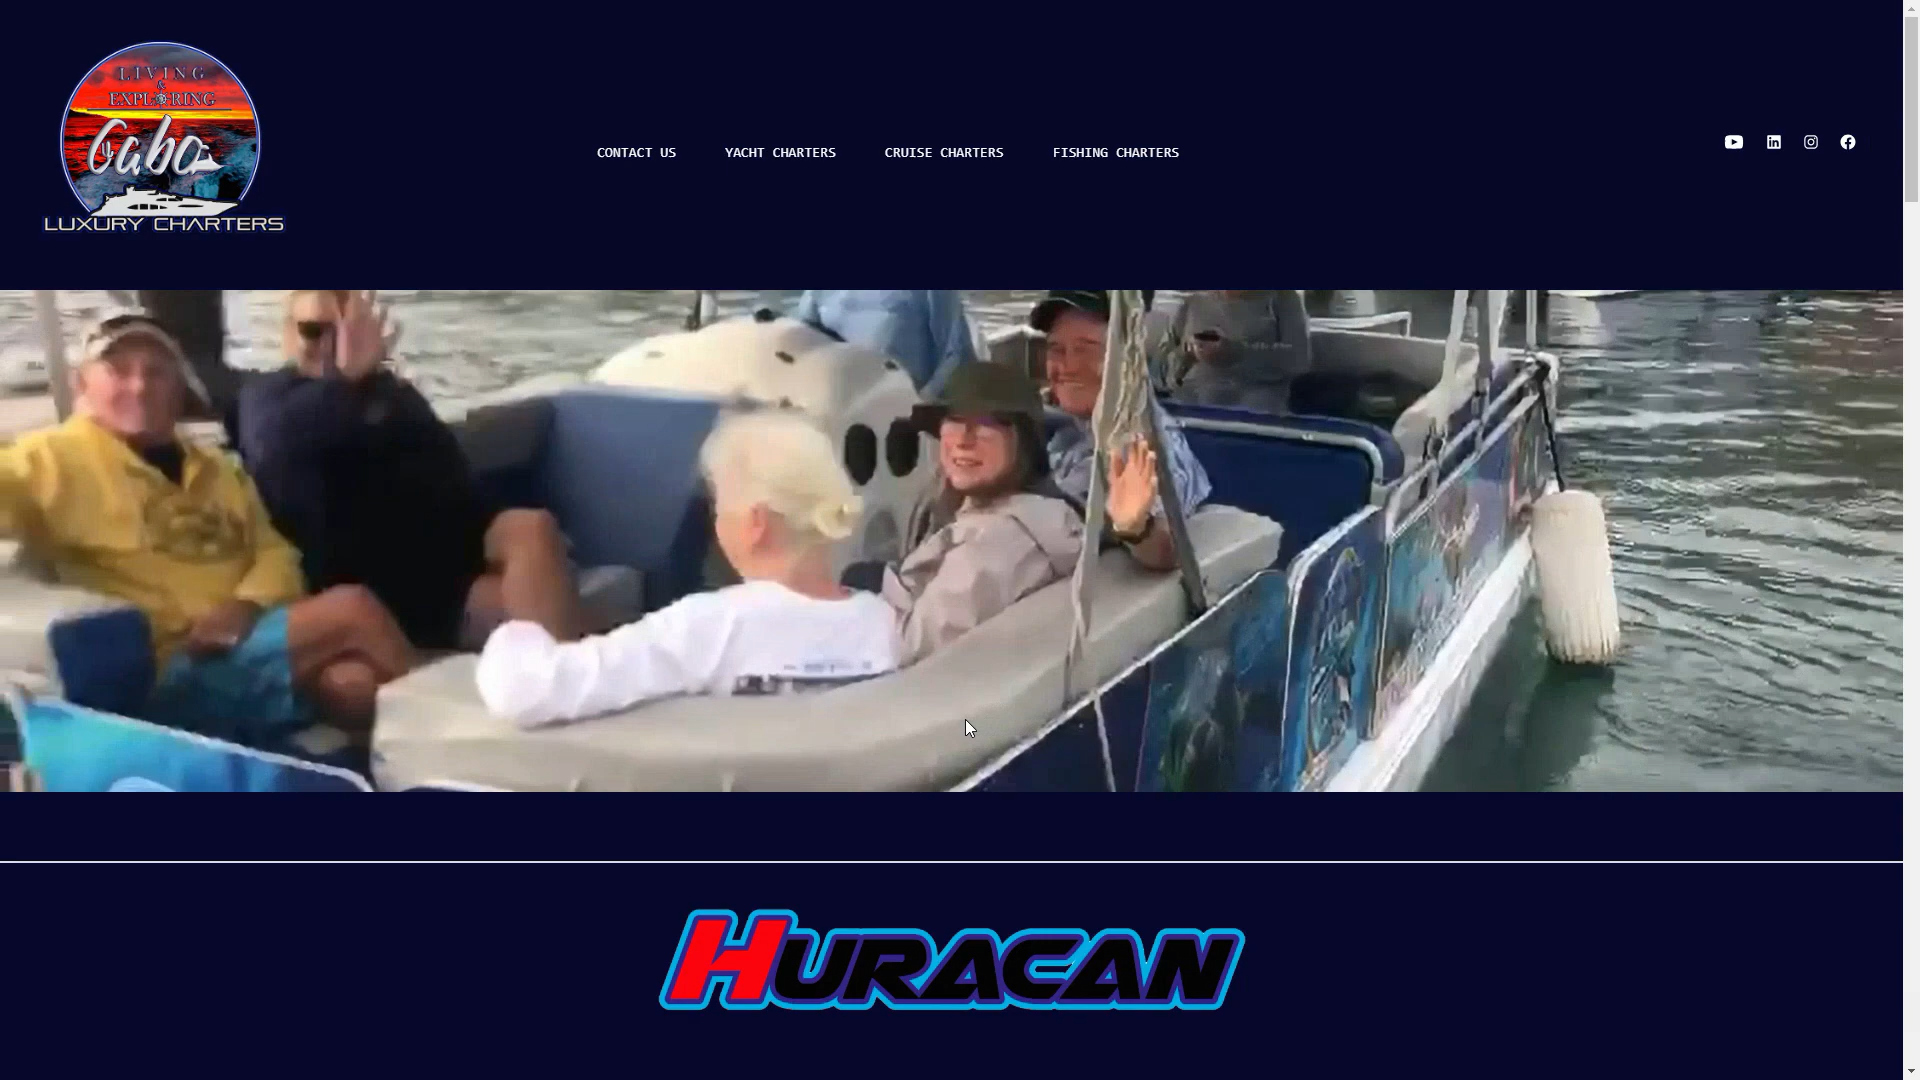 LIVING
&
EXPLORING
Cabo
LUXURY CHARTERS
CONTACT US
YACHT CHARTERS
CRUISE CHARTERS
FISHING CHARTERS
HURACAN